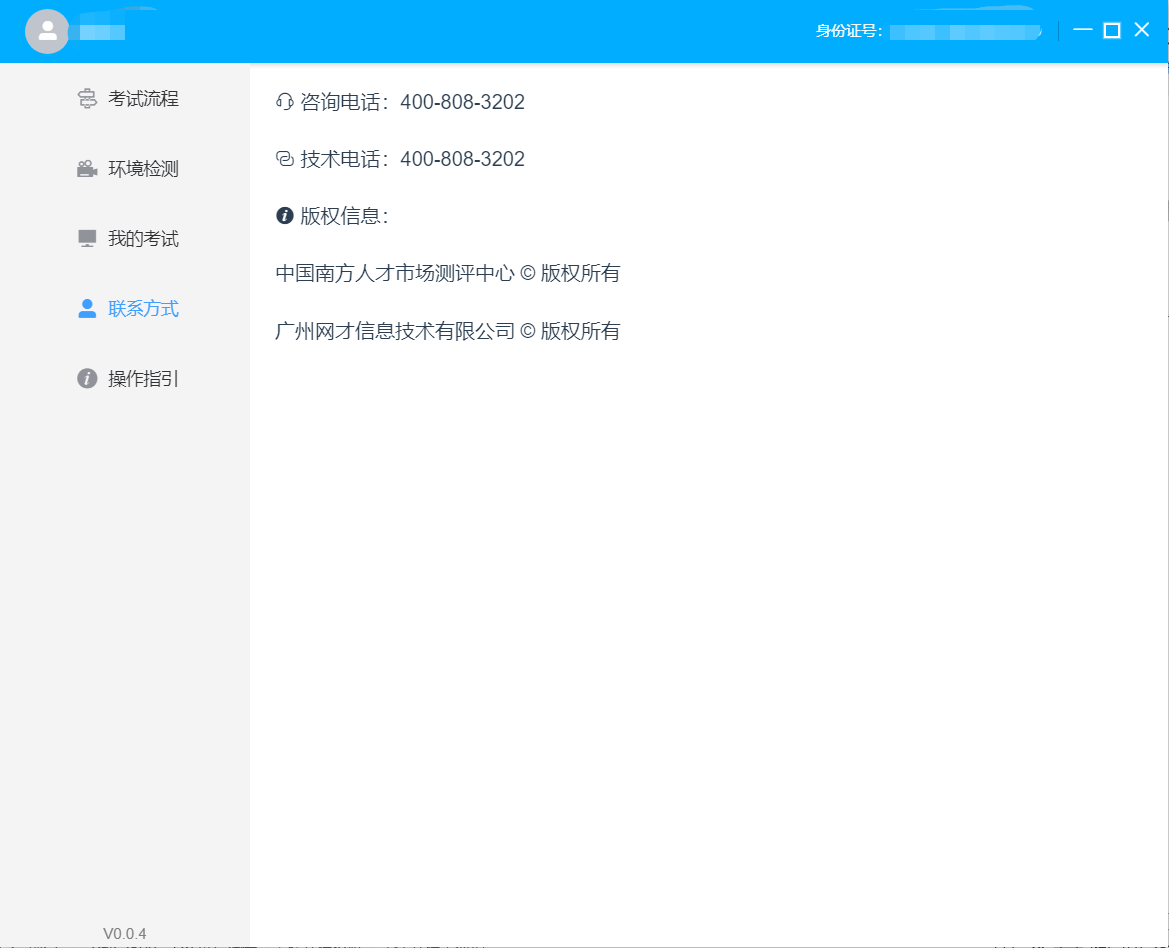 身份证号：
考试流程
环境检测
我的考试
联系方式
操作指引
咨询电话：400-808-3202
技术电话：400-808-3202
版权信息：
中国南方人才市场测评中心 © 版权所有
广州网才信息技术有限公司 © 版权所有
V0.0.4